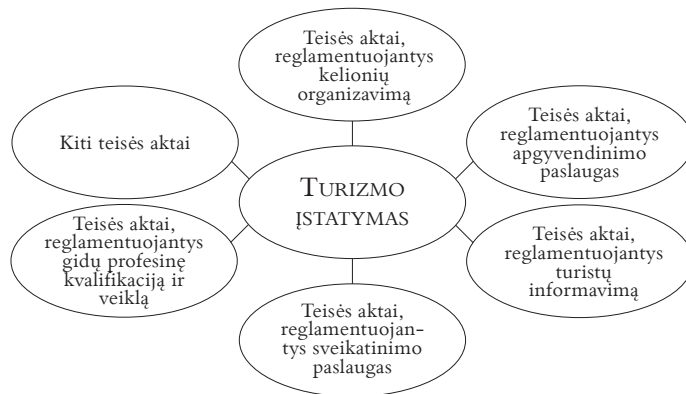 Teisės aktai,
reglamentuojantys
kelionių
organizavimą
Kiti teisės aktai
Teisės aktai,
reglamentuojantys
apgyvendinimo
paslaugas
TURIZMO
ĮSTATYMAS
Teisės aktai,
reglamentuojantys
gidų profesinę
kvalifikaciją ir
veiklą
Teisės aktai,
reglamentuojantys
turistų
informavimą
Teisės aktai,
reglamentuojan-
tys sveikatinimo
paslaugas